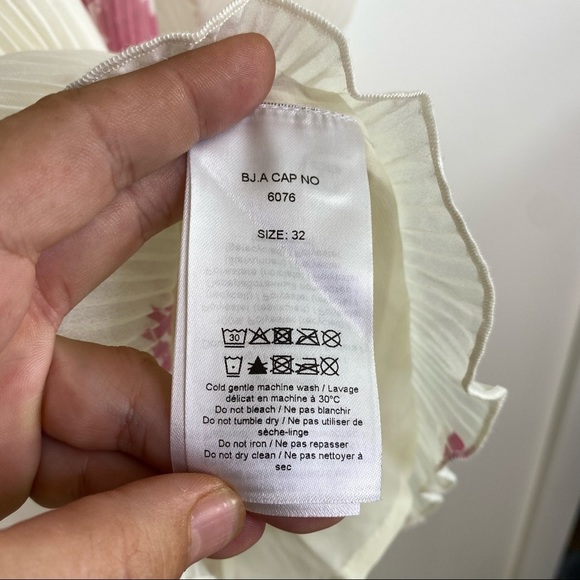 BJ.A CAP NO
6076
SIZE: 32
30
Cold gentle machine wash / Lavage
délicat en machine à 30°C
Do not bleach / Ne pas blanchir
Do not tumble dry / Ne pas utiliser de
sèche-linge
Do not iron / Ne pas repasser
Do not dry clean / Ne pas nettoyer à
sec